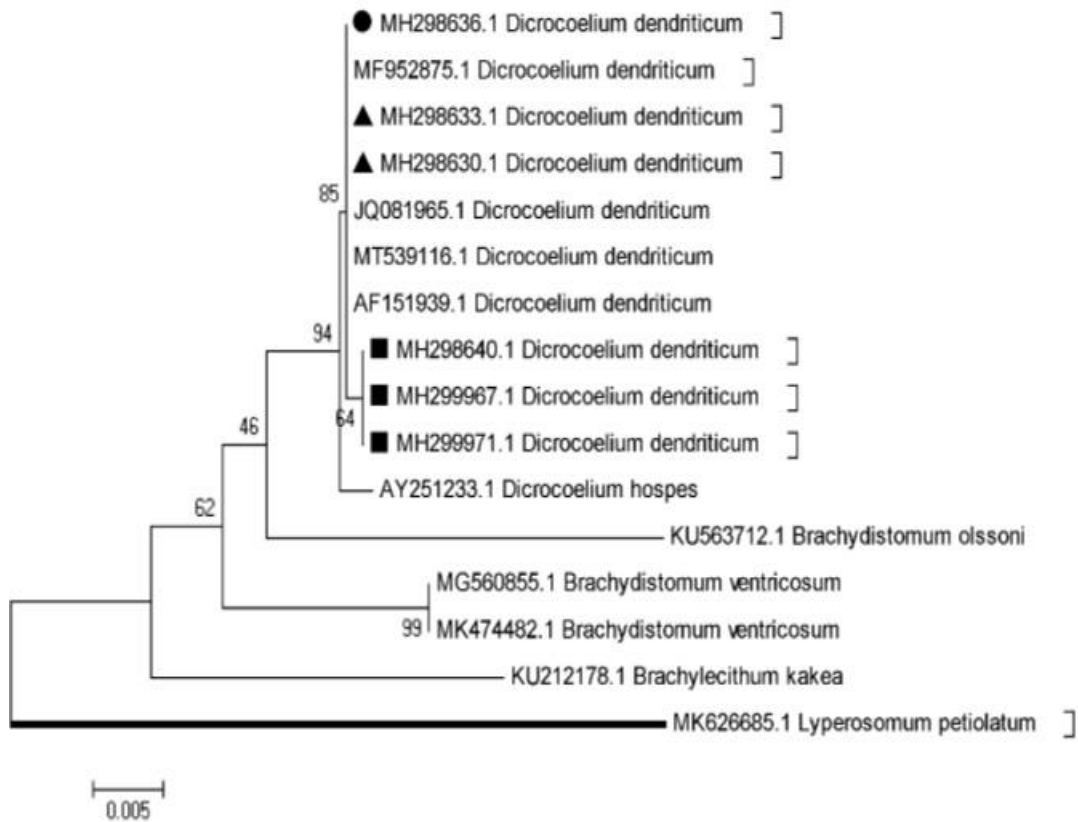 MH298636.1 Dicrocoelium dendriticum ]
MF952875.1 Dicrocoelium dendriticum ]
MH298633.1 Dicrocoelium dendriticum ]
MH298630.1 Dicrocoelium dendriticum ]
85
JQ081965.1 Dicrocoelium dendriticum
MT539116.1 Dicrocoelium dendriticum
AF151939.1 Dicrocoelium dendriticum
94
MH298640.1 Dicrocoelium dendriticum ]
MH299967.1 Dicrocoelium dendriticum ]
64
46
MH299971.1 Dicrocoelium dendriticum ]
AY251233.1 Dicrocoelium hospes
62
KU563712.1 Brachydistomum olssoni
MG560855.1 Brachydistomum ventricosum
99
MK474482.1 Brachydistomum ventricosum
KU212178.1 Brachylecithum kakea
MK626685.1 Lyperosomum petiolatum ]
0.005